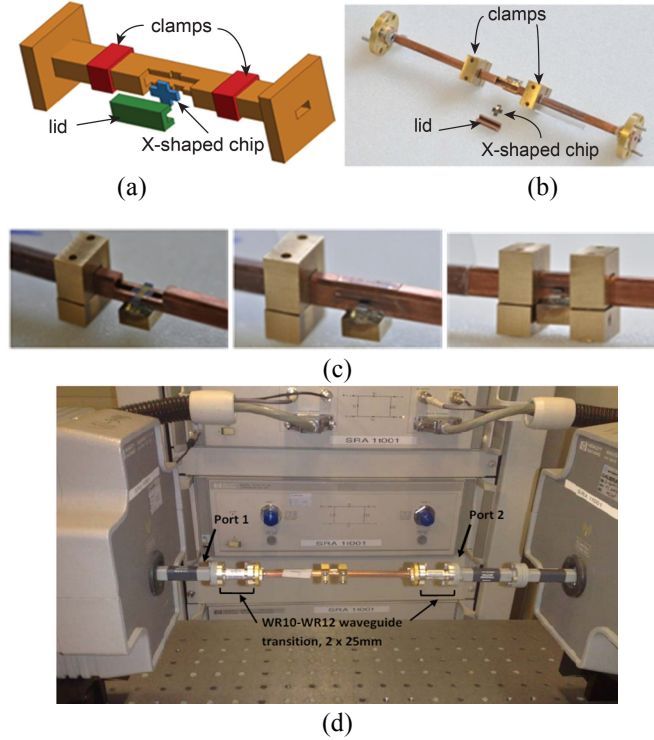 clamps
lid
X-shaped chip
(a)
clamps
lid
X-shaped chip
(b)
(c)
SRA 11001
Port 1
Port 2
SRA 11001
SRA 11001
WR10-WR12 waveguide
transition, 2 x 25mm
(d)